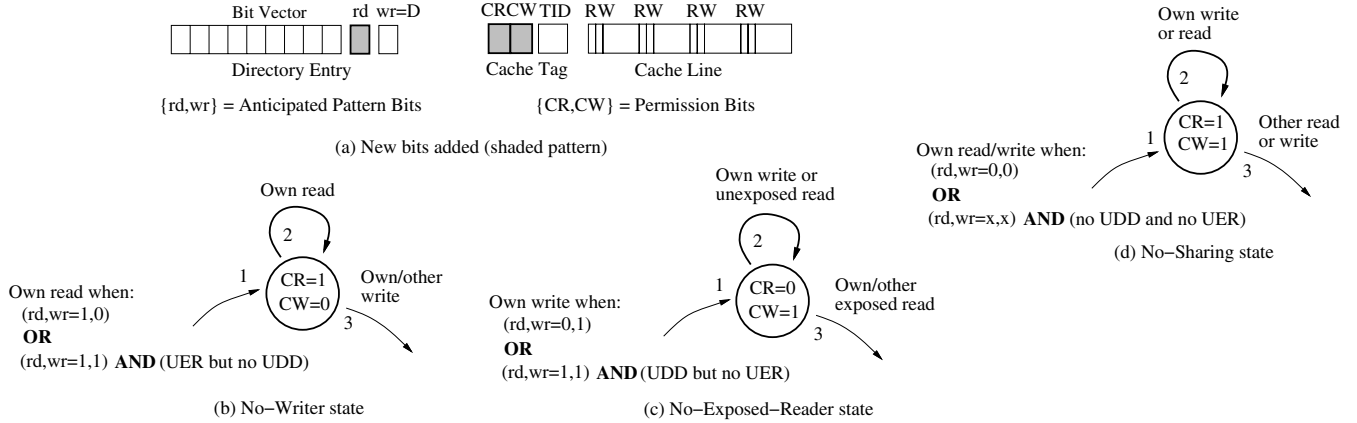 Bit Vector rd wr=D
Directory Entry
{rd,wr} = Anticipated Pattern Bits
CR CW TID RW RW RW RW
Cache Tag Cache Line
{CR,CW} = Permission Bits
(a) New bits added (shaded pattern)
Own read
2
1
CR=1
CW=0
Own/other
write
3
Own read when:
(rd,wr=1,0)
OR
(rd,wr=1,1) AND (UER but no UDD)
(b) No−Writer state
Own write or
unexposed read
2
1
CR=0
CW=1
Own/other
exposed read
3
Own write when:
(rd,wr=0,1)
OR
(rd,wr=1,1) AND (UDD but no UER)
(c) No−Exposed−Reader state
Own write
or read
2
1
CR=1
CW=1
Other read
or write
3
Own read/write when:
(rd,wr=0,0)
OR
(rd,wr=x,x) AND (no UDD and no UER)
(d) No−Sharing state